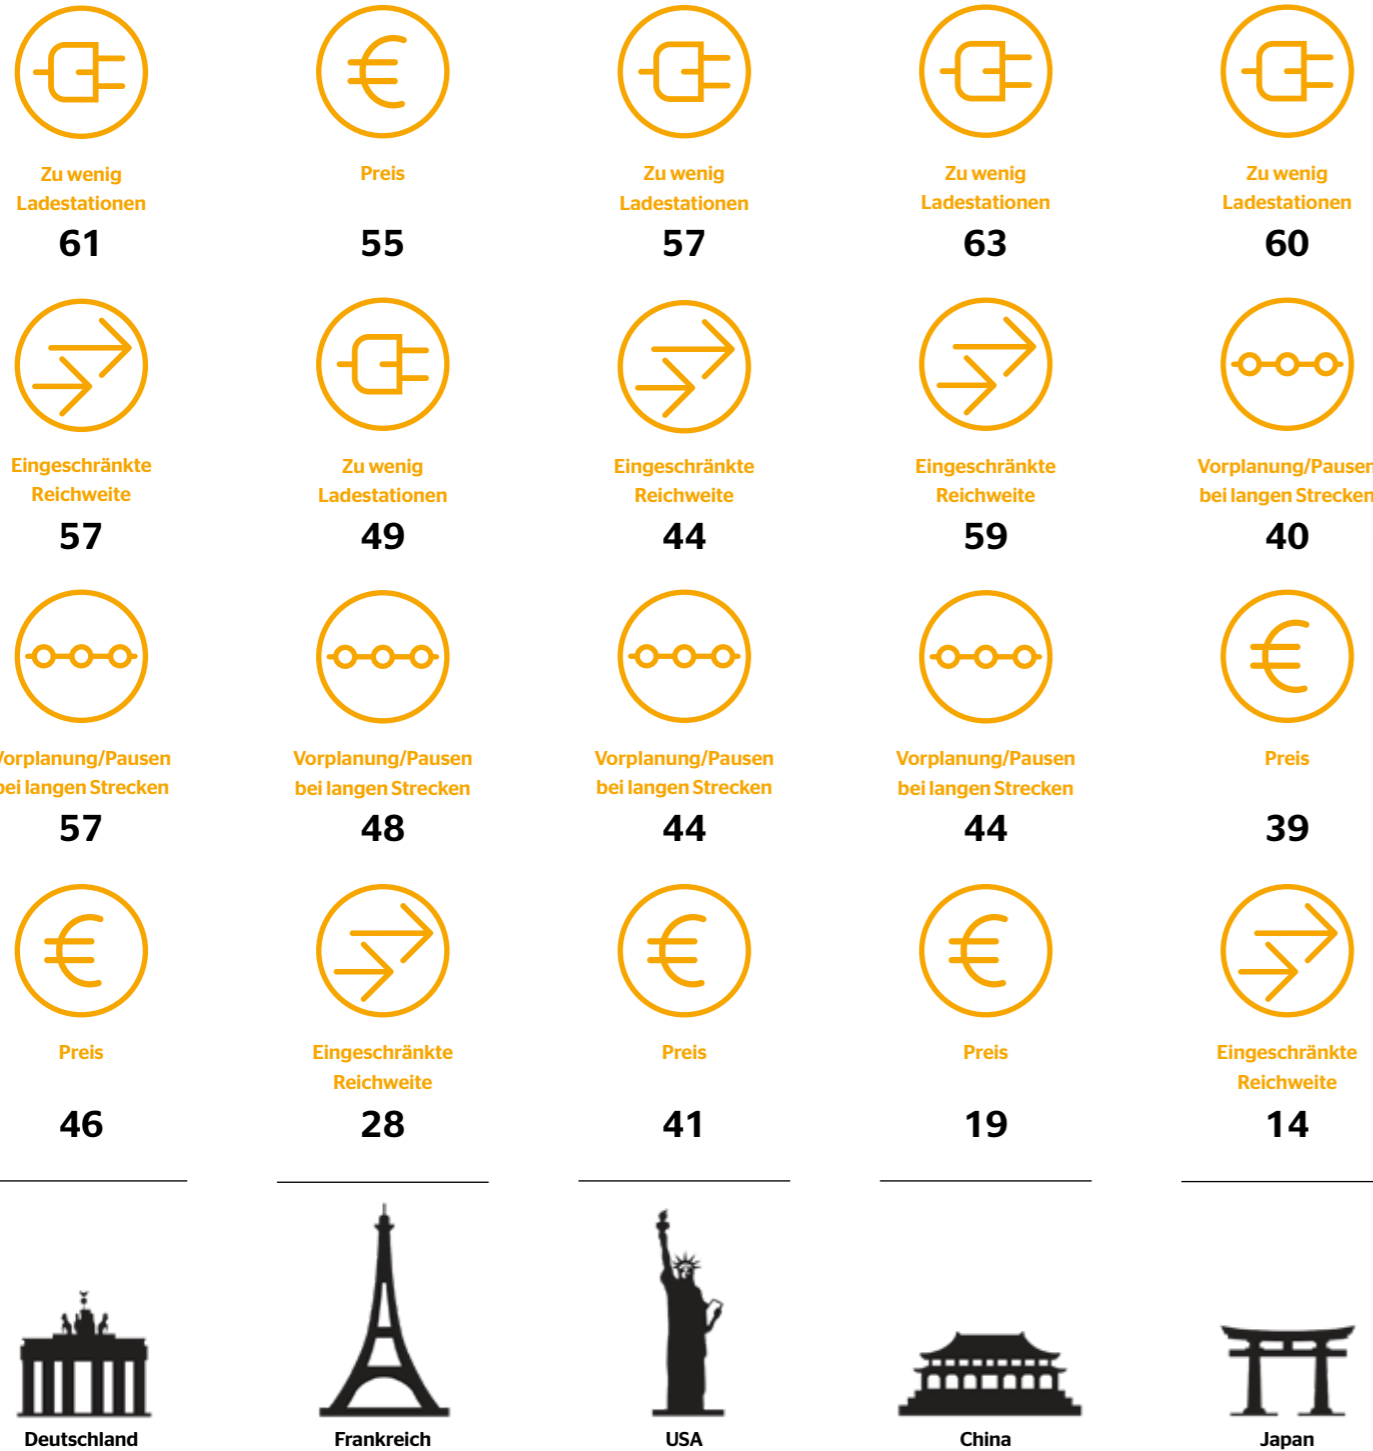 Zu wenig
Ladestationen
61
Preis
55
Zu wenig
Ladestationen
57
Zu wenig
Ladestationen
63
Zu wenig
Ladestationen
60
Eingeschränkte
Reichweite
57
Zu wenig
Ladestationen
49
Eingeschränkte
Reichweite
44
Eingeschränkte
Reichweite
59
Vorplanung/Pausen
bei langen Strecken
40
Vorplanung/Pausen
bei langen Strecken
57
Vorplanung/Pausen
bei langen Strecken
48
Vorplanung/Pausen
bei langen Strecken
44
Vorplanung/Pausen
bei langen Strecken
44
Preis
39
Preis
46
Eingeschränkte
Reichweite
28
Preis
41
Preis
19
Eingeschränkte
Reichweite
14
Deutschland
Frankreich
USA
China
Japan